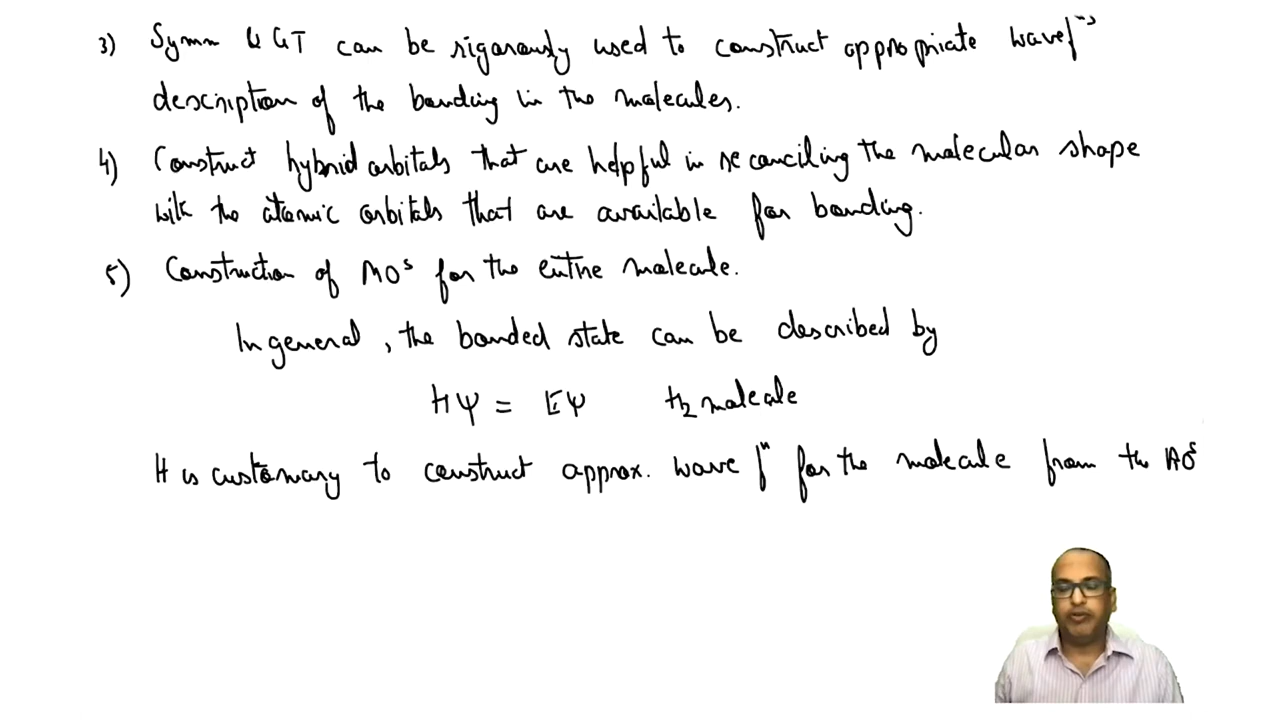 3) Symm & GT can be rigorously used to construct appropriate wave fⁿˢ
description of the bonding in the molecules.
4) Construct hybrid orbitals that are helpful in reconciling the molecular shape
with the atomic orbitals that are available for bonding.
5) Construction of MOˢ for the entire molecule.
In general, the bonded state can be described by
Hψ = Eψ H₂ molecule
It is customary to construct approx. wave fⁿ for the molecule from the AOˢ